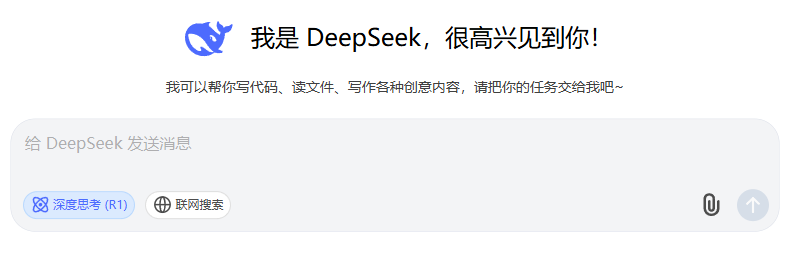 我是 DeepSeek，很高兴见到你！
我可以帮你写代码、读文件、写作各种创意内容，请把你的任务交给我吧~
给 DeepSeek 发送消息
深度思考 (R1) 联网搜索